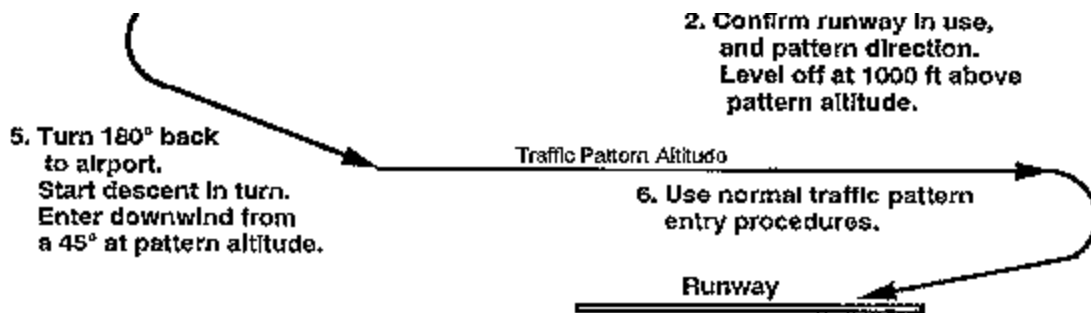 2. Confirm runway in use,
and pattern direction.
Level off at 1000 ft above
pattern altitude.
5. Turn 180° back
to airport.
Start descent in turn.
Enter downwind from
a 45° at pattern altitude.
Traffic Pattern Altitude
6. Use normal traffic pattern
entry procedures.
Runway